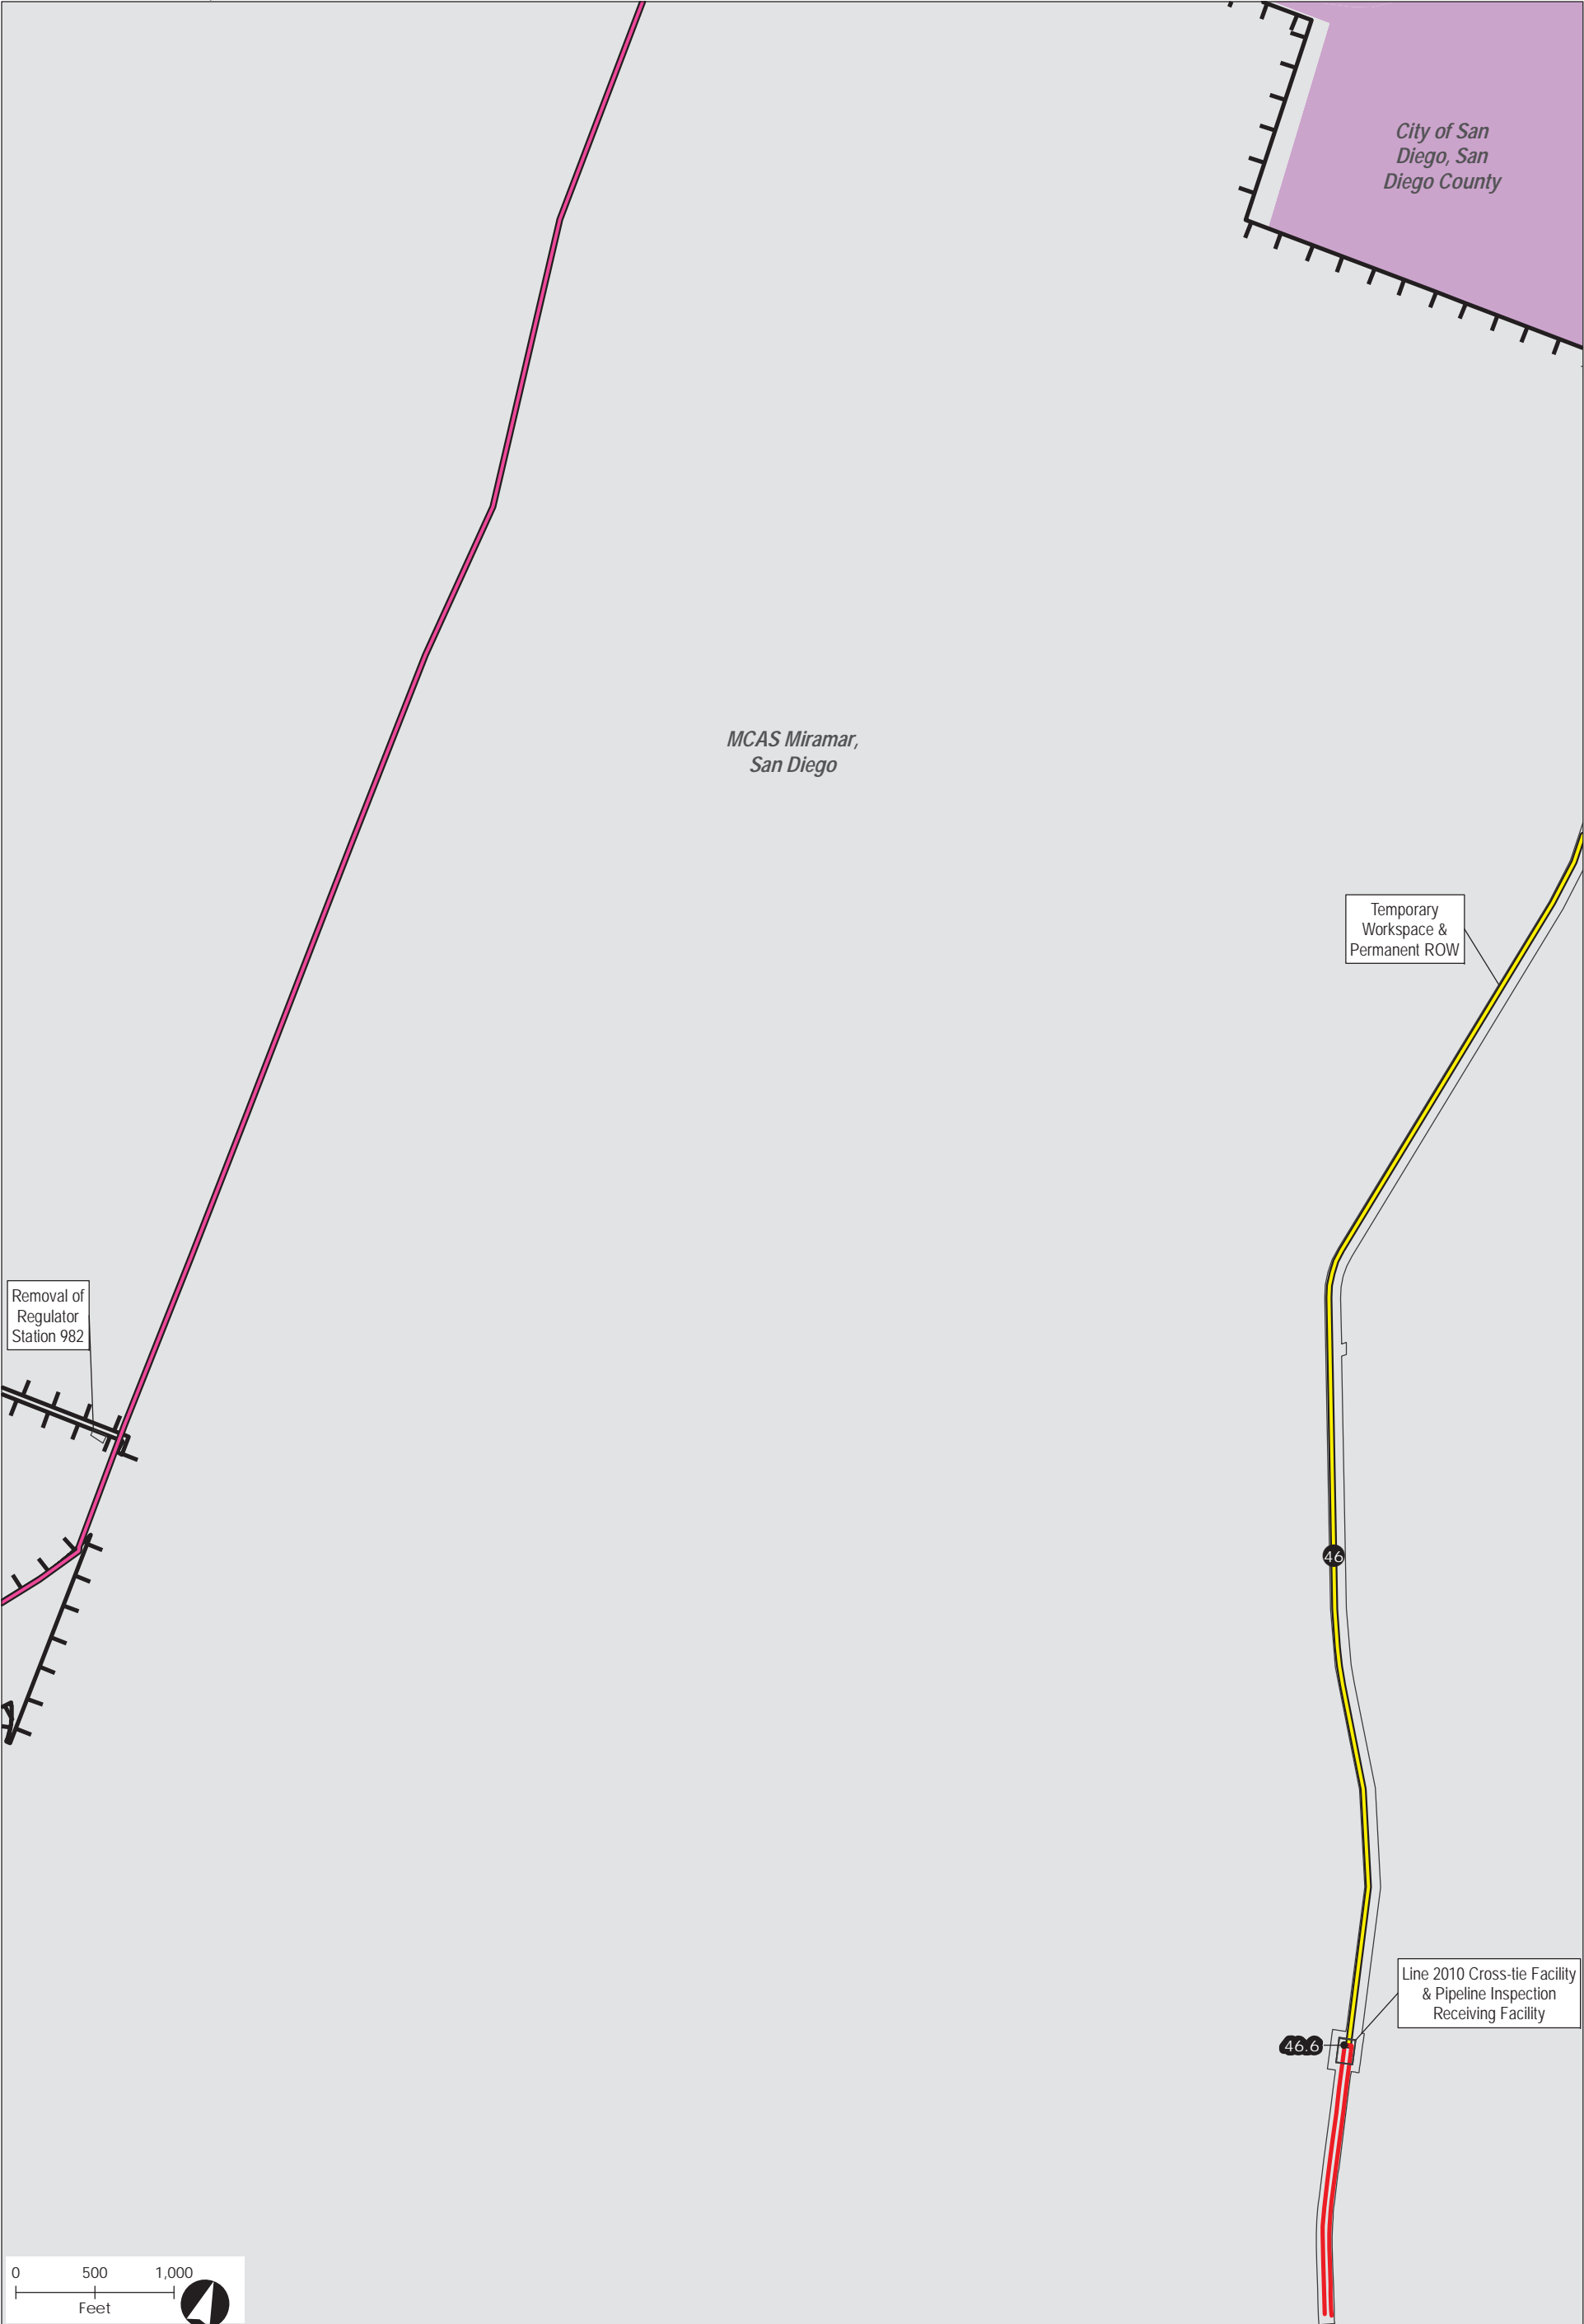 City of San
Diego, San
Diego County
MCAS Miramar,
San Diego
Temporary
Workspace &
Permanent ROW
Removal of
Regulator
Station 982
46
Line 2010 Cross-tie Facility
& Pipeline Inspection
Receiving Facility
46.6
0 500 1,000
Feet